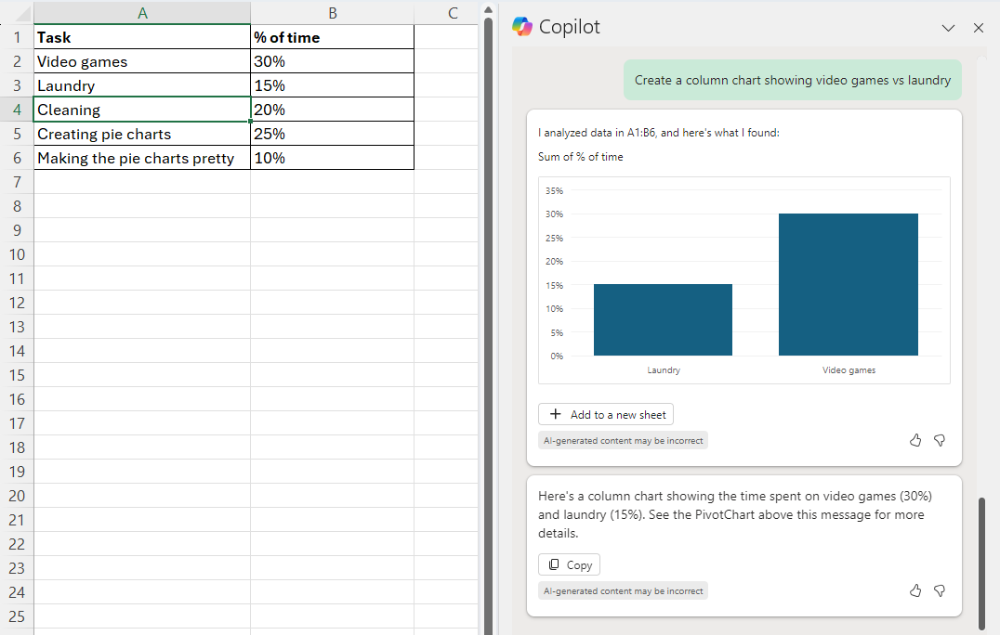 A B C
1 Task % of time
2 Video games 30%
3 Laundry 15%
4 Cleaning 20%
5 Creating pie charts 25%
6 Making the pie charts pretty 10%
7
8
9
10
11
12
13
14
15
16
17
18
19
20
21
22
23
24
25
Copilot
Create a column chart showing video games vs laundry
I analyzed data in A1:B6, and here's what I found:
Sum of % of time
35%
30%
25%
20%
15%
10%
5%
0%
Laundry Video games
Add to a new sheet
AI-generated content may be incorrect
Here's a column chart showing the time spent on video games (30%)
and laundry (15%). See the PivotChart above this message for more
details.
Copy
AI-generated content may be incorrect